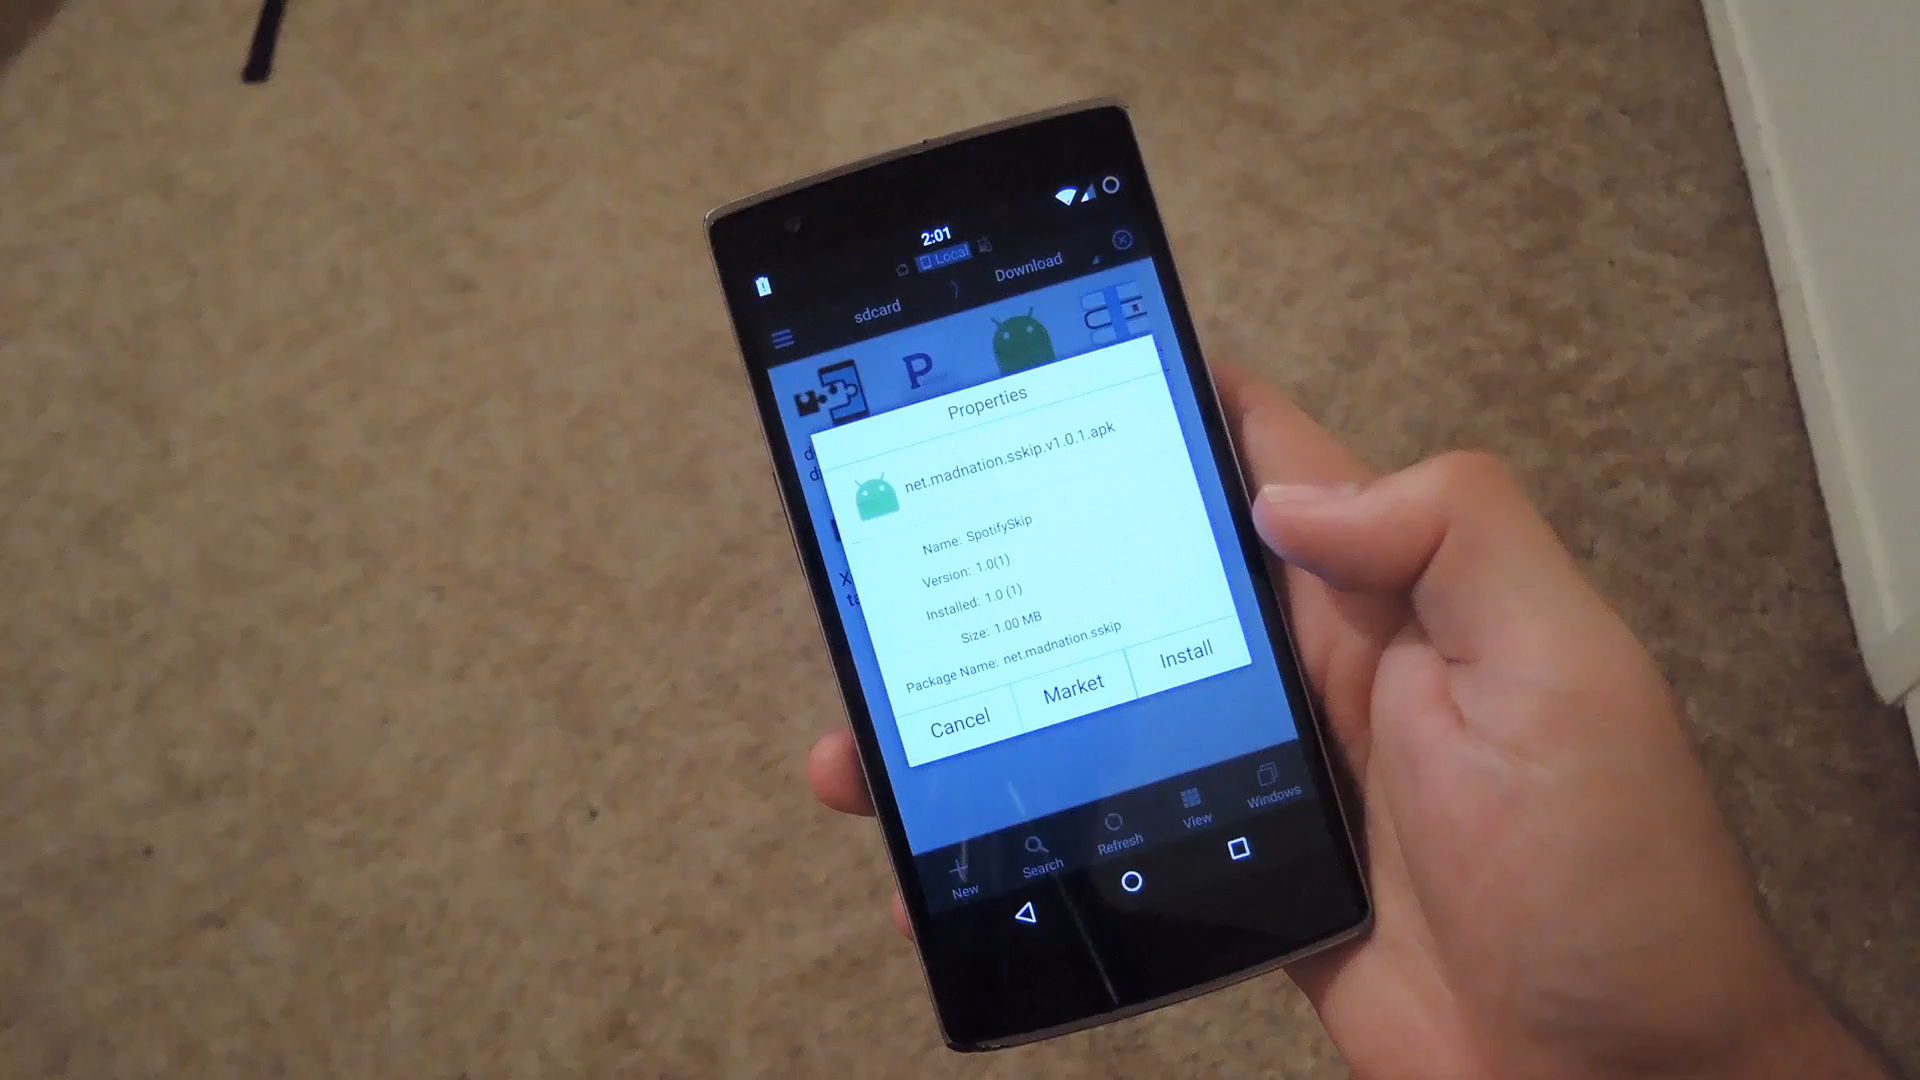 2:01
Local
sdcard
Download
P
Properties
net.madnation.sskip.v1.0.1.apk
Name: SpotifySkip
Version: 1.0(1)
Installed: 1.0 (1)
Size: 1.00 MB
Package Name: net.madnation.sskip
Cancel
Market
Install
New
Search
Refresh
View
Windows